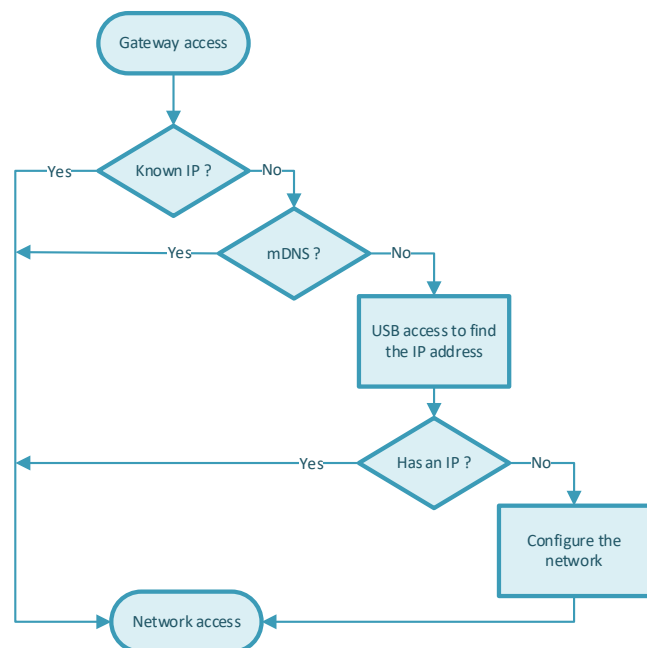 Gateway access
Known IP ?
Yes
No
mDNS ?
Yes
No
USB access to find
the IP address
Has an IP ?
Yes
No
Configure the
network
Network access